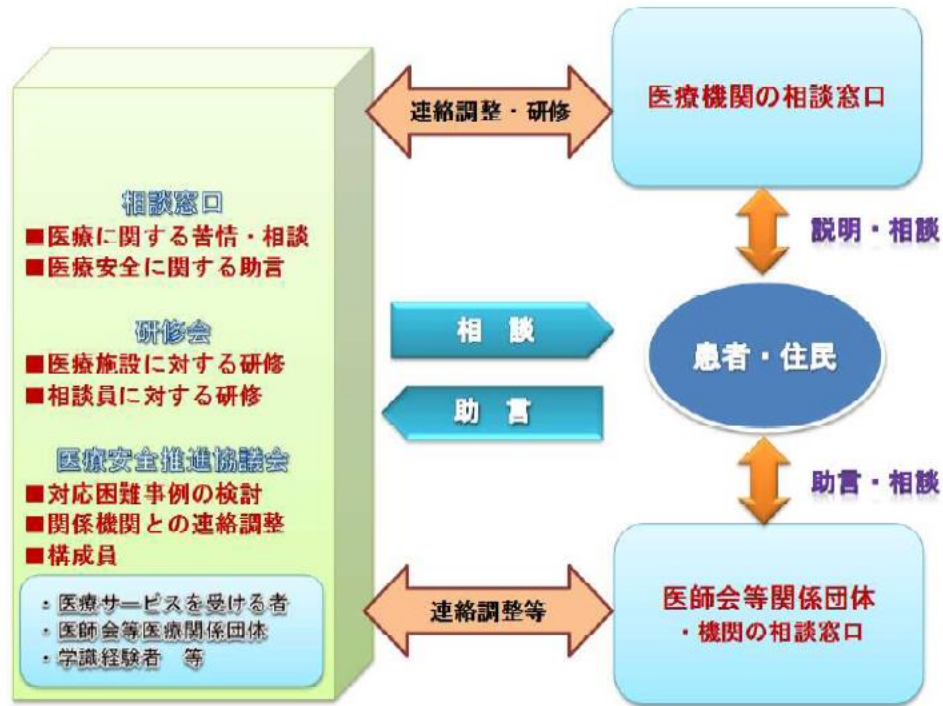 相談窓口
■医療に関する苦情・相談
■医療安全に関する助言
研修会
■医療施設に対する研修
■相談員に対する研修
医療安全推進協議会
■対応困難事例の検討
■関係機関との連絡調整
■構成員
・医療サービスを受ける者
・医師会等医療関係団体
・学識経験者　等
連絡調整・研修
相　談
助　言
連絡調整等
医療機関の相談窓口
説明・相談
患者・住民
助言・相談
医師会等関係団体
・機関の相談窓口